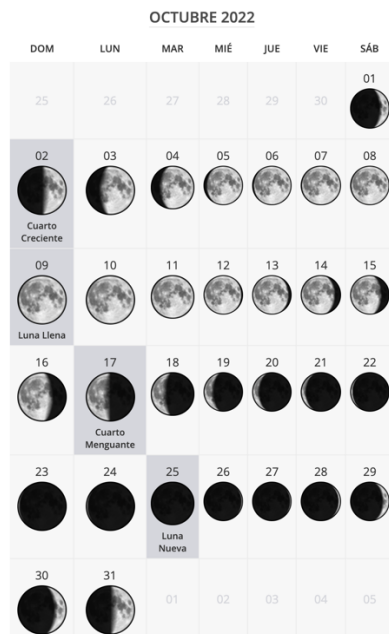 OCTUBRE 2022
DOM LUN MAR MIÉ JUE VIE SÁB
25 26 27 28 29 30 01
02 03 04 05 06 07 08
Cuarto
Creciente
09 10 11 12 13 14 15
Luna Llena
16 17 18 19 20 21 22
Cuarto
Menguante
23 24 25 26 27 28 29
Luna
Nueva
30 31 01 02 03 04 05